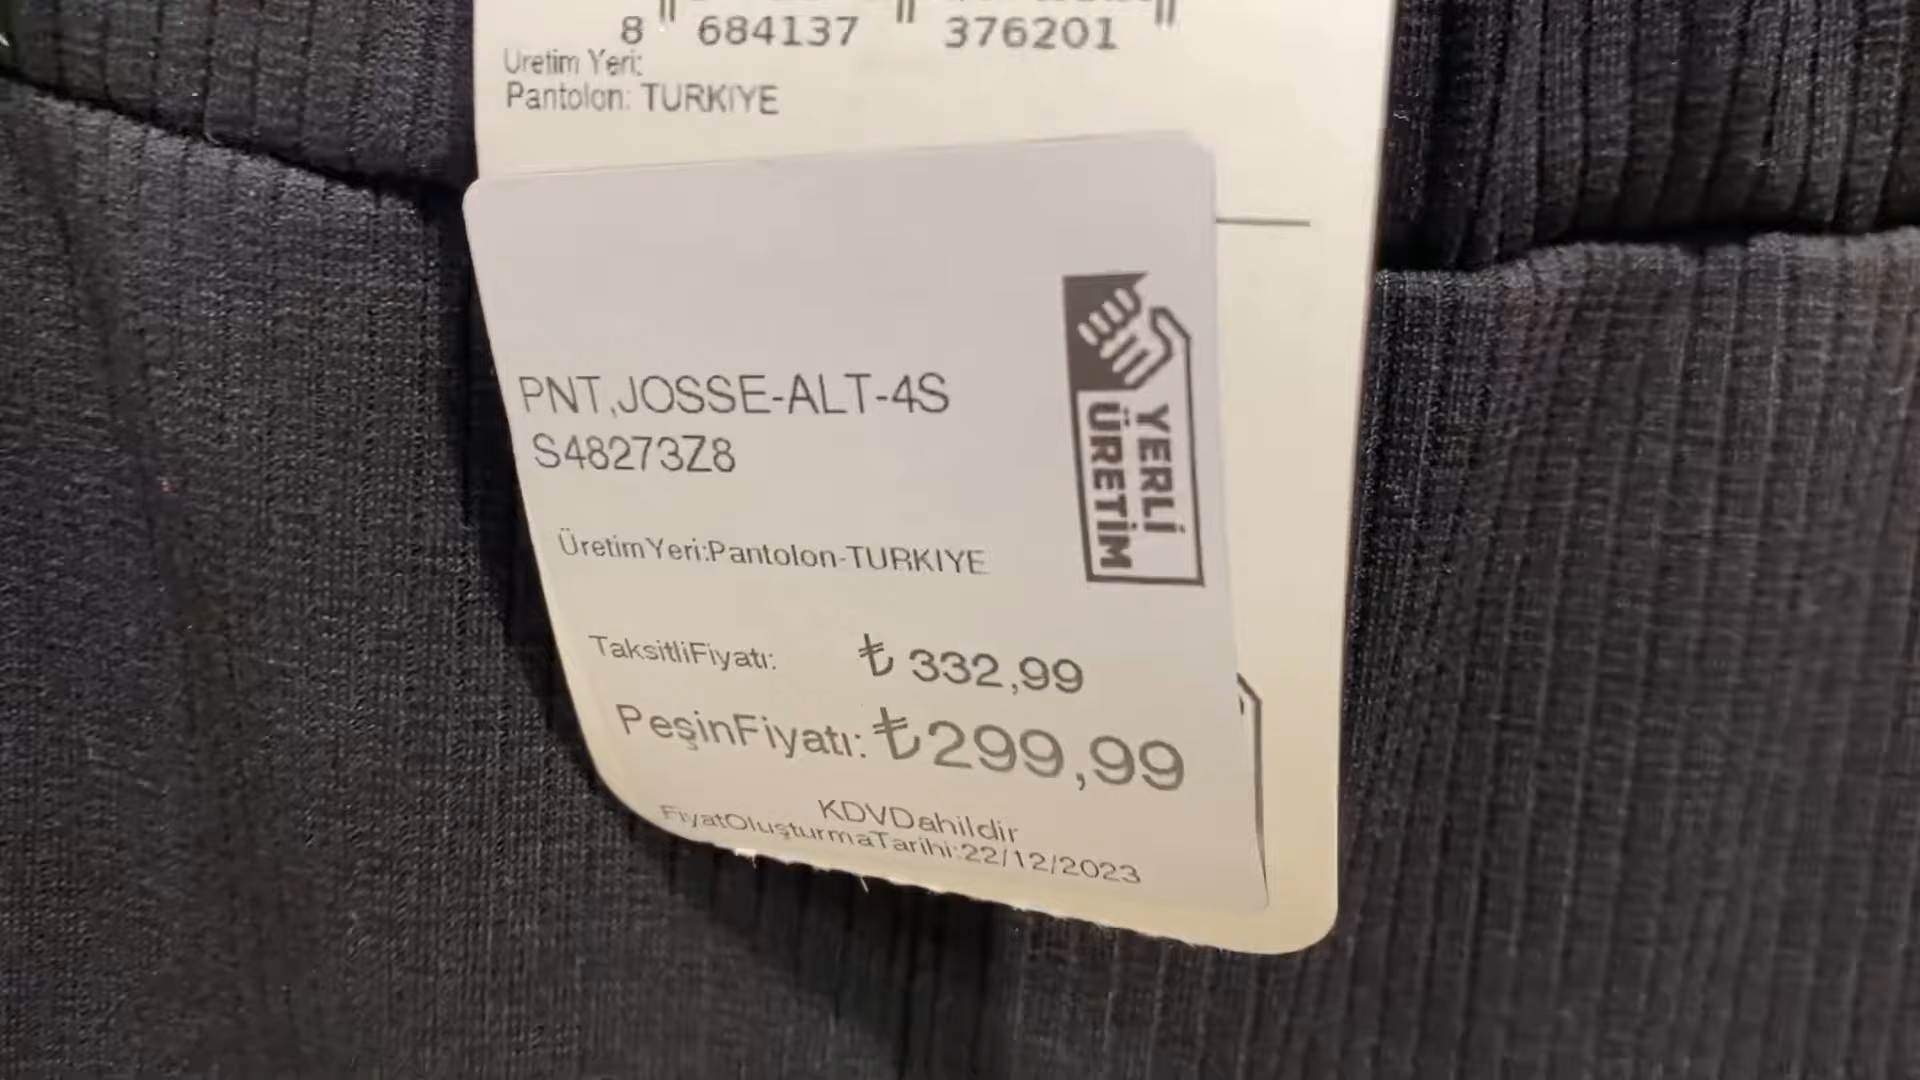 8 684137 376201
Üretim Yeri:
Pantolon: TURKIYE
PNT,JOSSE-ALT-4S
S48273Z8
YERLİ
ÜRETİM
ÜretimYeri:Pantolon-TURKIYE
TaksitliFiyatı: ₺ 332,99
PeşinFiyatı: ₺299,99
KDVDahildir
FiyatOluşturmaTarihi:22/12/2023